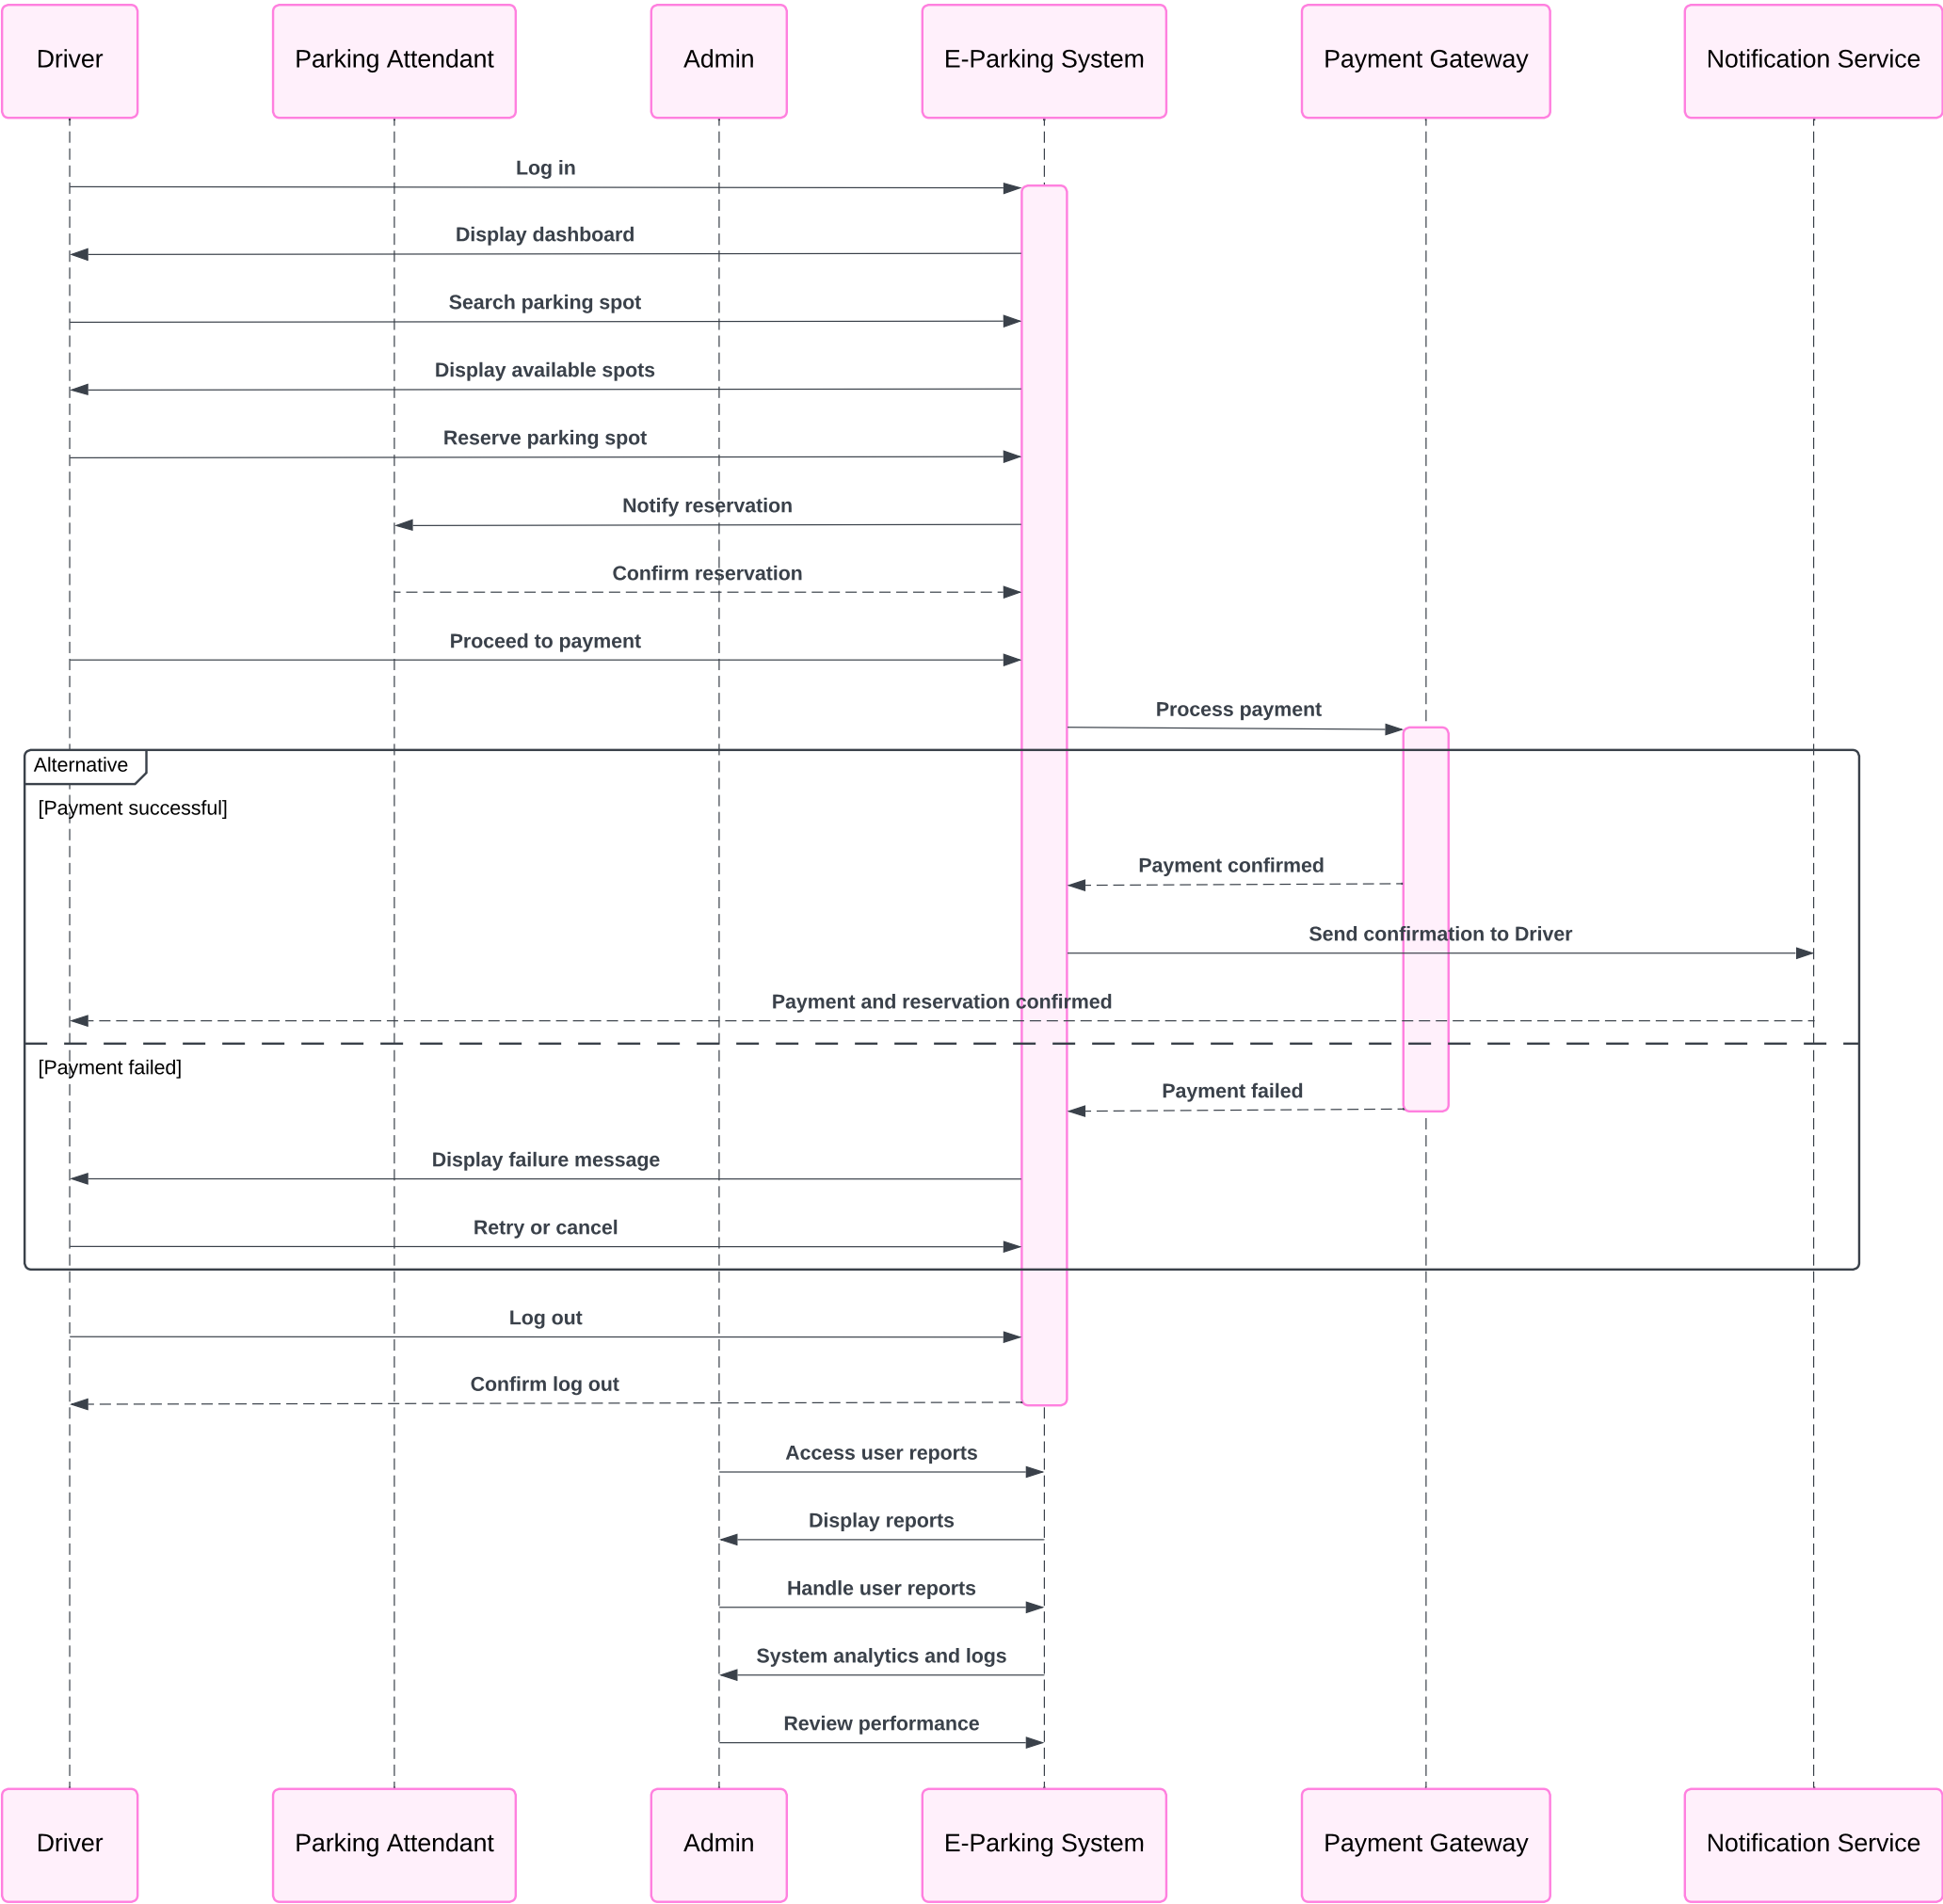 Driver
Parking Attendant
Admin
E-Parking System
Payment Gateway
Notification Service
Log in
Display dashboard
Search parking spot
Display available spots
Reserve parking spot
Notify reservation
Confirm reservation
Proceed to payment
Process payment
Alternative
[Payment successful]
Payment confirmed
Send confirmation to Driver
Payment and reservation confirmed
[Payment failed]
Payment failed
Display failure message
Retry or cancel
Log out
Confirm log out
Access user reports
Display reports
Handle user reports
System analytics and logs
Review performance
Driver
Parking Attendant
Admin
E-Parking System
Payment Gateway
Notification Service